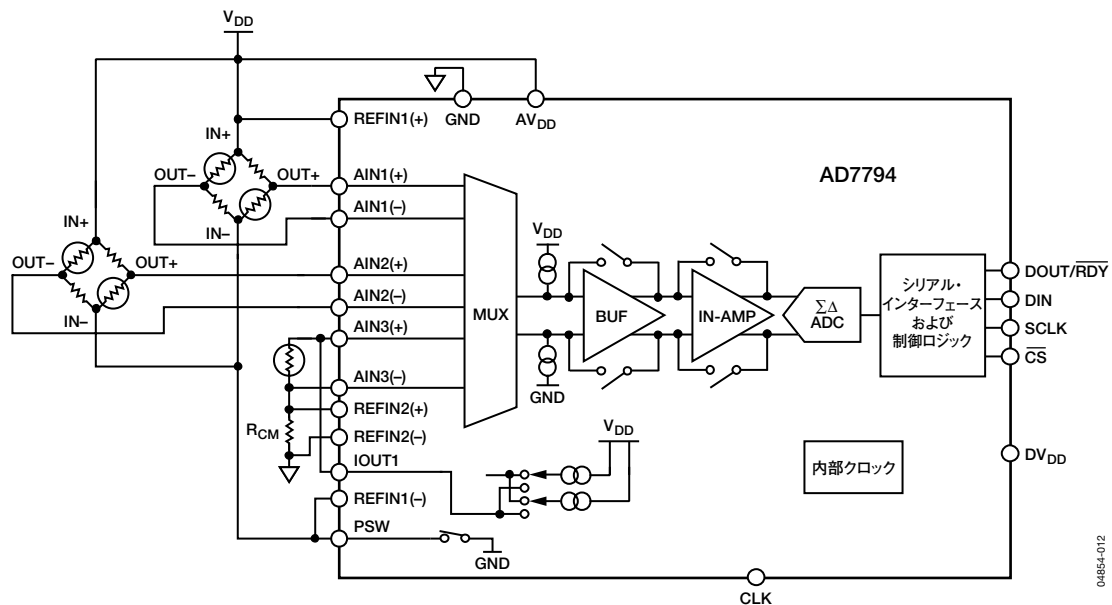 VDD
GND
AVDD
REFIN1(+)
IN+
OUT–
OUT+
IN–
AIN1(+)
AIN1(–)
AD7794
IN+
OUT–
OUT+
IN–
AIN2(+)
AIN2(–)
AIN3(+)
AIN3(–)
REFIN2(+)
RCM
REFIN2(–)
IOUT1
REFIN1(–)
PSW
MUX
VDD
GND
BUF
IN-AMP
ΣΔ
ADC
シリアル・
インターフェース
および
制御ロジック
DOUT/RDY
DIN
SCLK
CS
VDD
内部クロック
DVDD
GND
CLK
04854-012